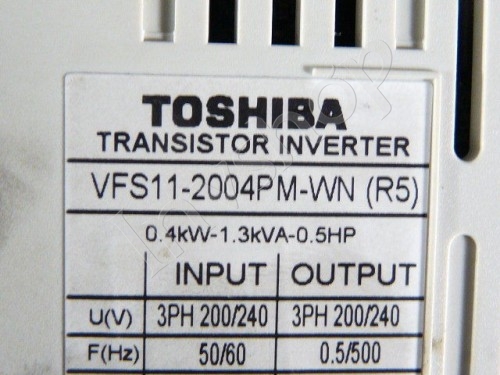 TOSHIBA
TRANSISTOR INVERTER
VFS11-2004PM-WN (R5)
0.4kW-1.3kVA-0.5HP
INPUT OUTPUT
U(V) 3PH 200/240 3PH 200/240
F(Hz) 50/60 0.5/500